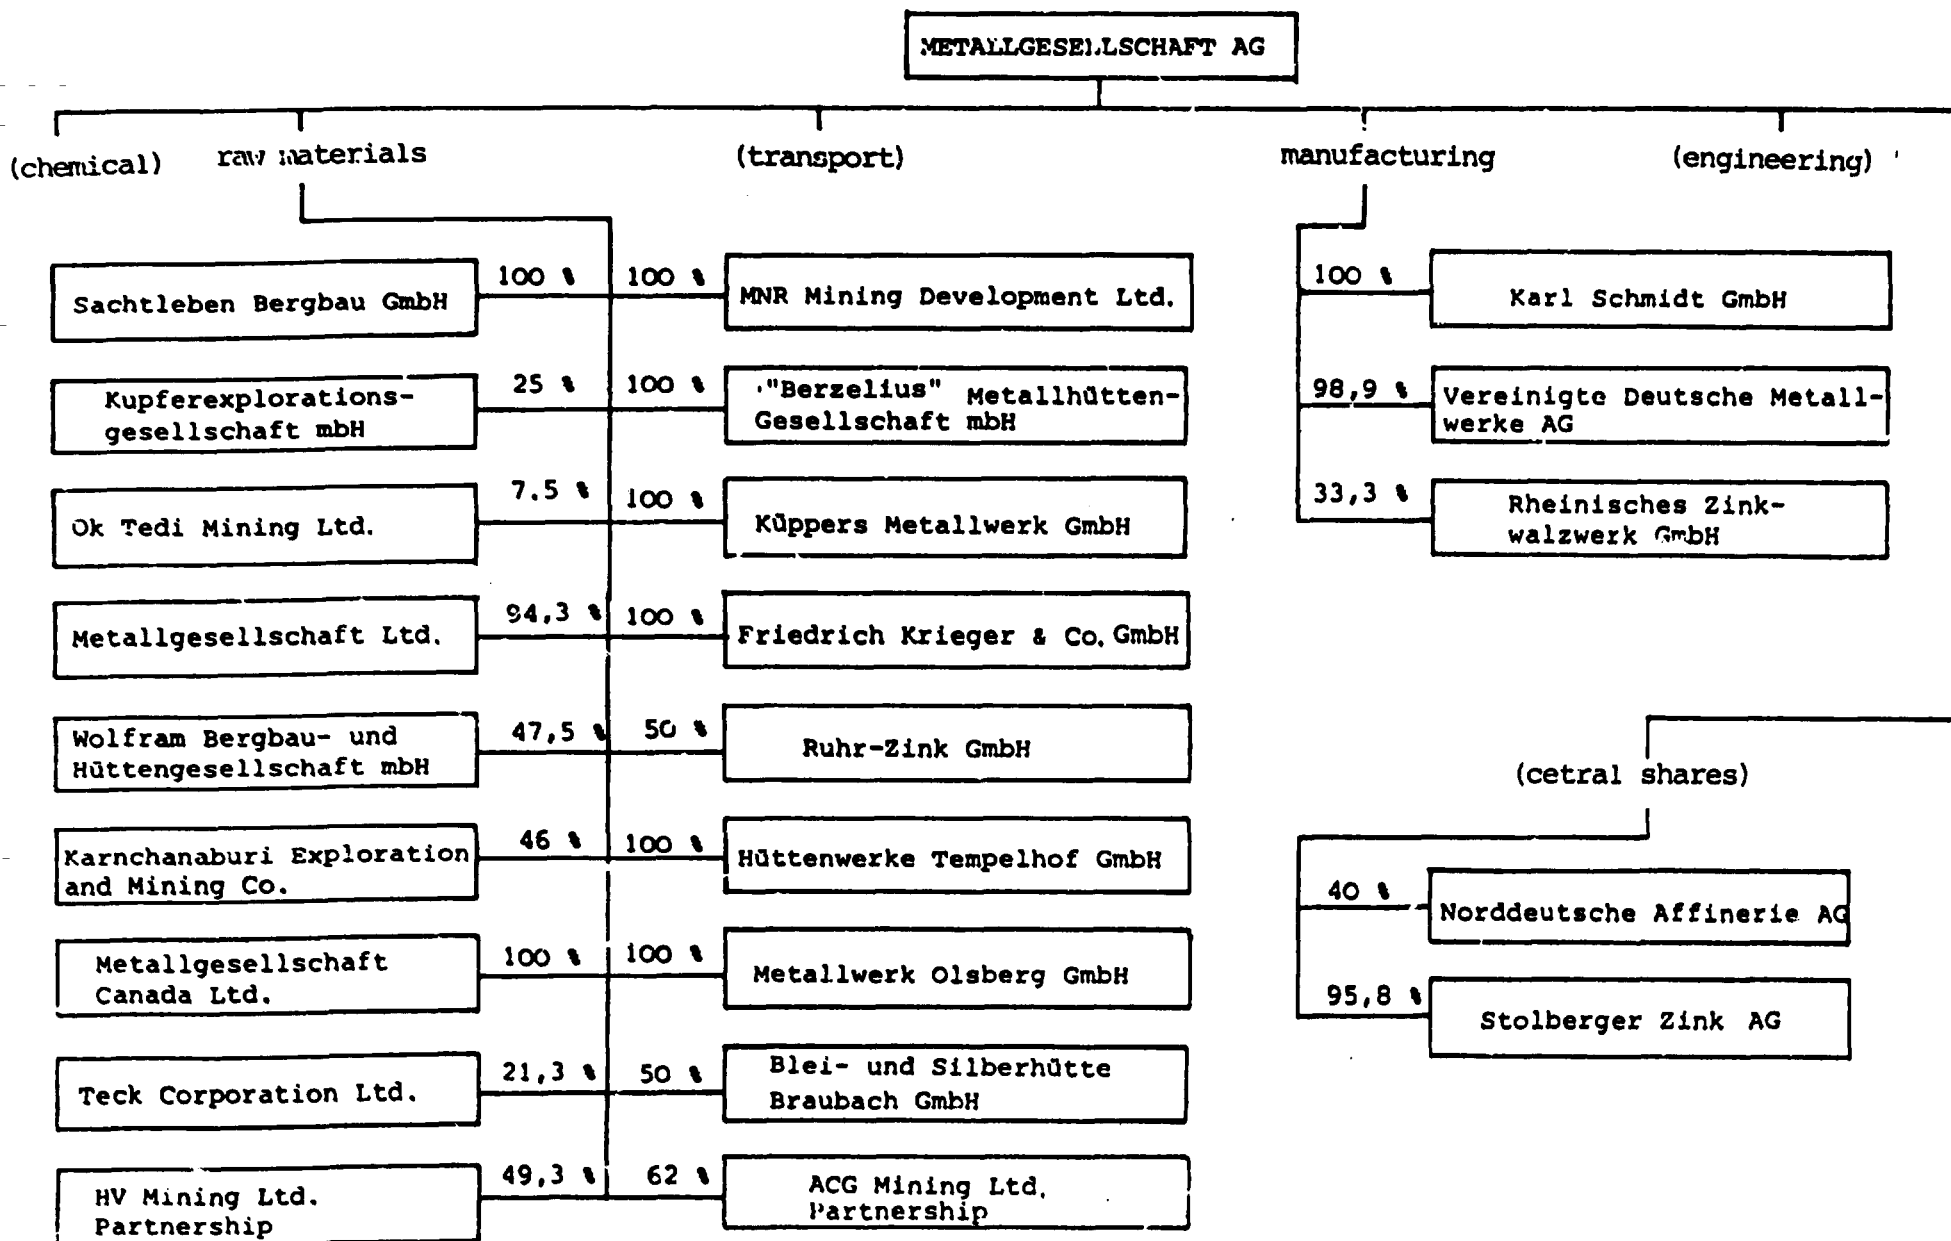 METALLGESELLSCHAFT AG
(chemical)
raw materials
(transport)
manufacturing
(engineering)
Sachtleben Bergbau GmbH
100 %
100 %
MNR Mining Development Ltd.
Kupferexplorations-
gesellschaft mbH
25 %
100 %
"Berzelius" Metallhütten-
Gesellschaft mbH
Ok Tedi Mining Ltd.
7.5 %
100 %
Küppers Metallwerk GmbH
Metallgesellschaft Ltd.
94,3 %
100 %
Friedrich Krieger & Co. GmbH
Wolfram Bergbau- und
Hüttengesellschaft mbH
47,5 %
50 %
Ruhr-Zink GmbH
Karnchanaburi Exploration
and Mining Co.
46 %
100 %
Hüttenwerke Tempelhof GmbH
Metallgesellschaft
Canada Ltd.
100 %
100 %
Metallwerk Olsberg GmbH
Teck Corporation Ltd.
21,3 %
50 %
Blei- und Silberhütte
Braubach GmbH
HV Mining Ltd.
Partnership
49,3 %
62 %
ACG Mining Ltd.
Partnership
100 %
Karl Schmidt GmbH
98,9 %
Vereinigte Deutsche Metall-
werke AG
33,3 %
Rheinisches Zink-
walzwerk GmbH
(cetral shares)
40 %
Norddeutsche Affinerie AG
95,8 %
Stolberger Zink AG